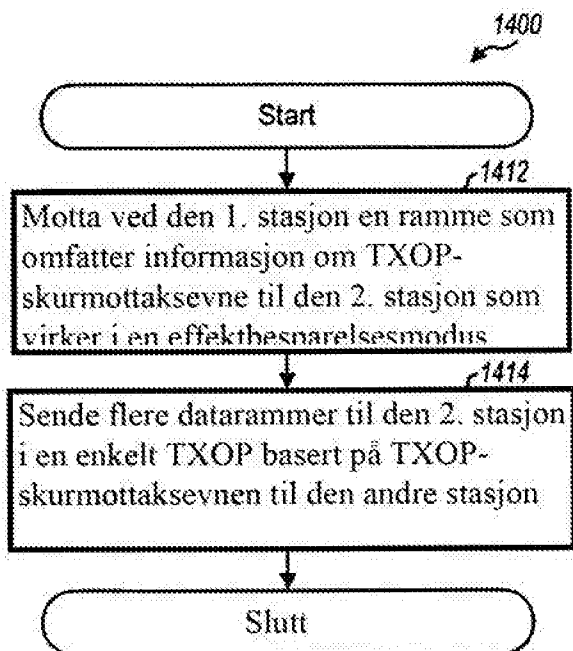 1400
Start
1412
Motta ved den 1. stasjon en ramme som
omfatter informasjon om TXOP-
skurmottaksevne til den 2. stasjon som
virker i en effektbesparelsesmodus
1414
Sende flere datarammer til den 2. stasjon
i en enkelt TXOP basert på TXOP-
skurmottaksevnen til den andre stasjon
Slutt